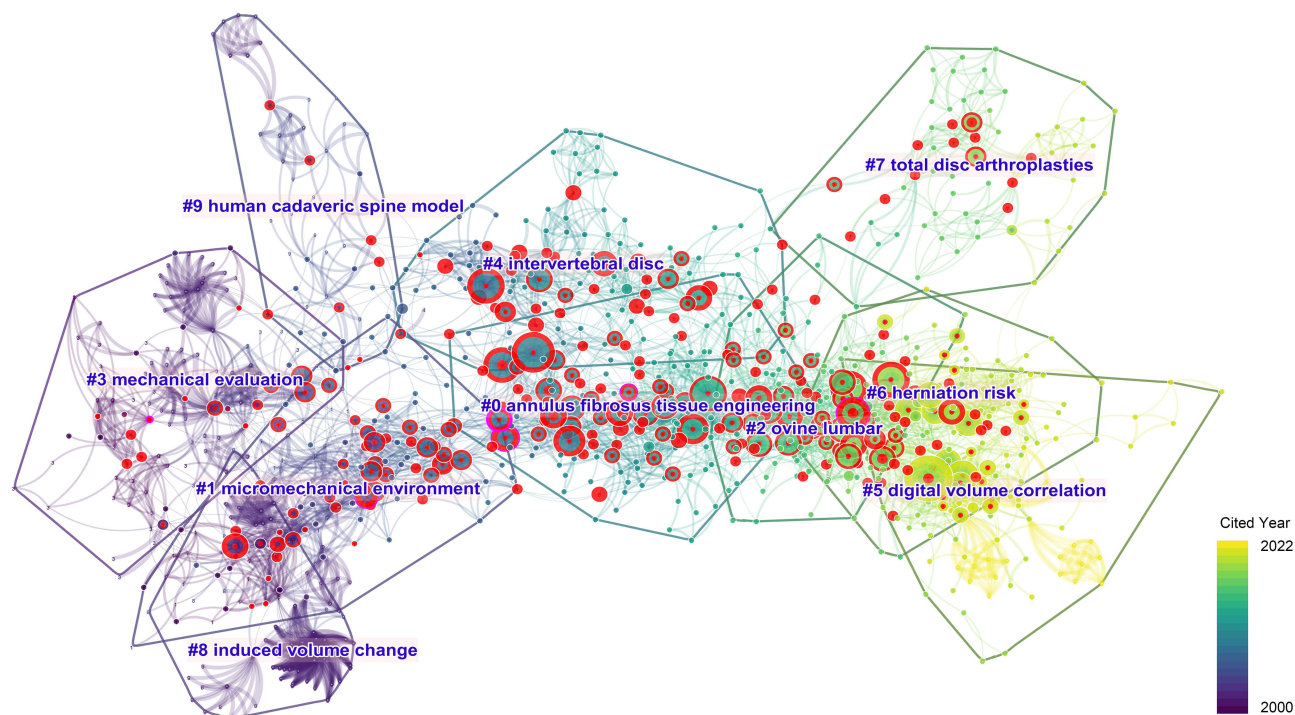 #7 total disc arthroplasties
#9 human cadaveric spine model
#4 intervertebral disc
#3 mechanical evaluation
#6 herniation risk
#0 annulus fibrosus tissue engineering
#2 ovine lumbar
#1 micromechanical environment
#5 digital volume correlation
Cited Year
2022
#8 induced volume change
2000